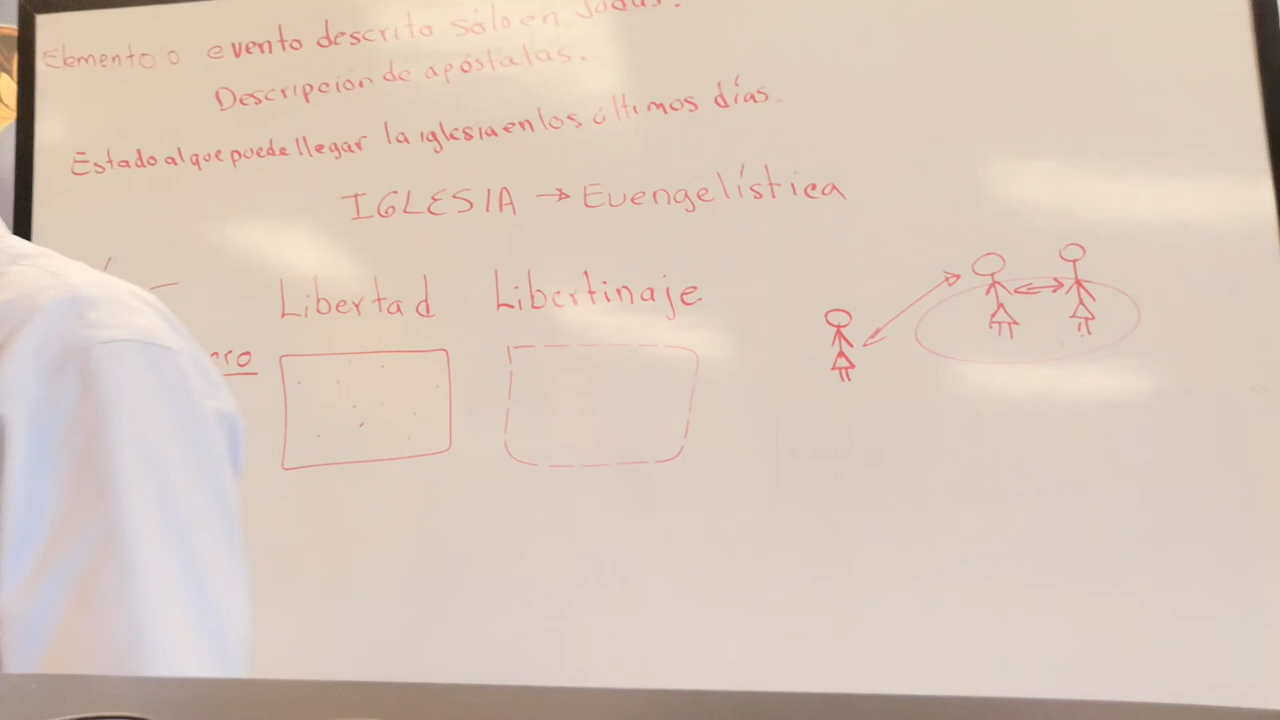 Elemento o evento descrito sólo en Judas.
Descripción de apóstatas.
Estado al que puede llegar la iglesia en los últimos días.
IGLESIA → Evengelística
Libertad Libertinaje